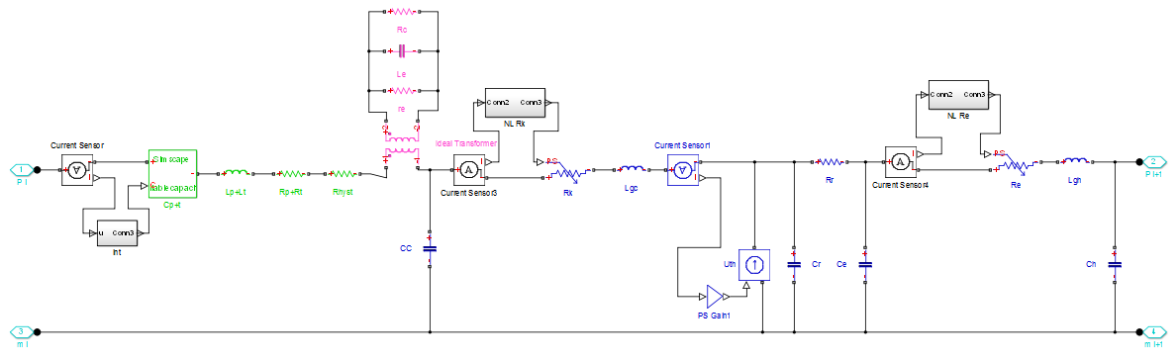 Rc
Le
re
Ideal Transformer
Conn2 Conn3
NL Rx
Conn2 Conn3
NL Re
Current Sensor
A
Simscape
Cp+t
u Conn3
Int
Lp+Lt
Rp+Rt
Rhyst
A
Current Sensor3
Rx
Lgc
Current Sensor1
A
Rr
A
Current Sensor4
Re
Lgh
1
P I
2
P I+1
CC
Uth
PS Gain1
Cr
Ce
Ch
3
m I
4
m I+1